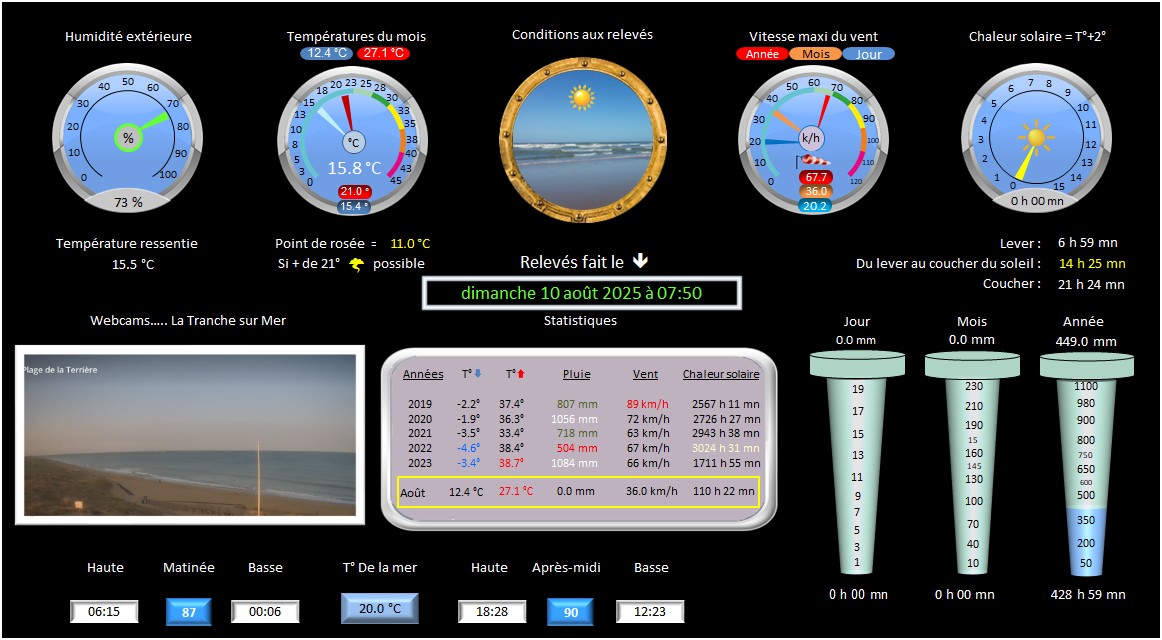 Humidité extérieure
Températures du mois
12.4 °C 27.1 °C
Conditions aux relevés
Vitesse maxi du vent
Année Mois Jour
Chaleur solaire = T°+2°
0 10 20 30 40 50 60 70 80 90 100
%
73 %
0 3 5 8 10 13 15 18 20 23 25 28 30 33 35 38 40 43 45
°C
15.8 °C
21.0 °
15.4 °
0 10 20 30 40 50 60 70 80 90 100 110 120
k/h
67.7
36.0
20.2
0 1 2 3 4 5 6 7 8 9 10 11 12 13 14 15
0 h 00 mn
Température ressentie
15.5 °C
Point de rosée = 11.0 °C
Si + de 21° possible
Relevés fait le
dimanche 10 août 2025 à 07:50
Lever : 6 h 59 mn
Du lever au coucher du soleil : 14 h 25 mn
Coucher : 21 h 24 mn
Webcams….. La Tranche sur Mer
Plage de la Terrière
Statistiques
Années T° T° Pluie Vent Chaleur solaire
2019 -2.2° 37.4° 807 mm 89 km/h 2567 h 11 mn
2020 -1.9° 36.3° 1056 mm 72 km/h 2726 h 27 mn
2021 -3.5° 33.4° 718 mm 63 km/h 2943 h 38 mn
2022 -4.6° 38.4° 504 mm 67 km/h 3024 h 31 mn
2023 -3.4° 38.7° 1084 mm 66 km/h 1711 h 55 mn
Août 12.4 °C 27.1 °C 0.0 mm 36.0 km/h 110 h 22 mn
Jour
0.0 mm
19
17
15
13
11
9
7
5
3
1
0 h 00 mn
Mois
0.0 mm
230
210
190
15
160
145
130
100
70
40
10
0 h 00 mn
Année
449.0 mm
1100
980
900
800
750
650
600
500
350
200
50
428 h 59 mn
Haute Matinée Basse T° De la mer Haute Après-midi Basse
06:15 87 00:06 20.0 °C 18:28 90 12:23